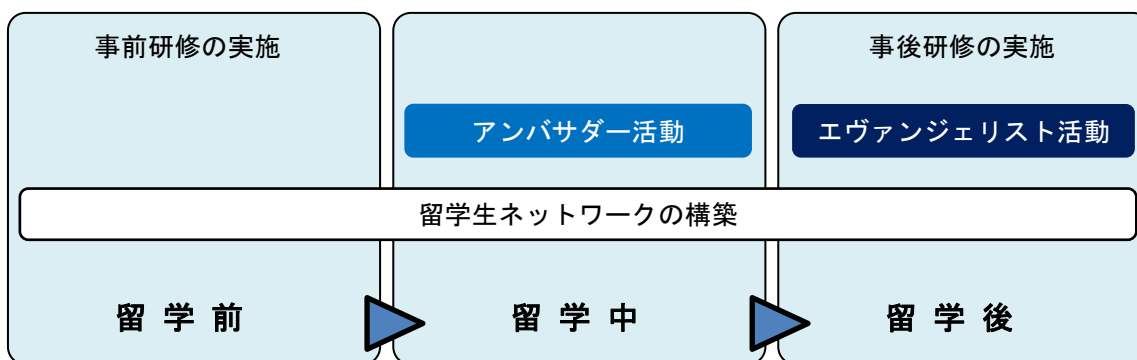 事前研修の実施
事後研修の実施
アンバサダー活動
エヴァンジェリスト活動
留学生ネットワークの構築
留 学 前
留 学 中
留 学 後